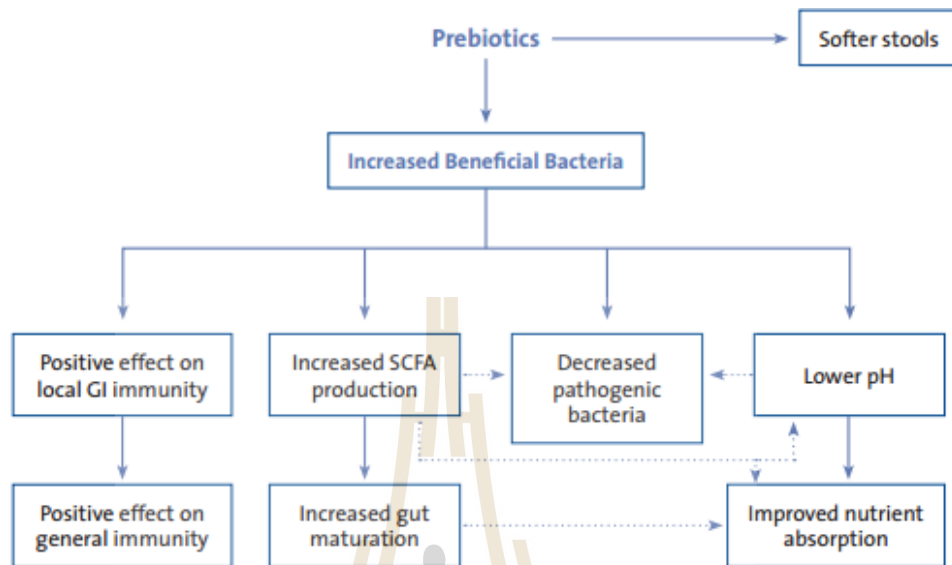 Prebiotics
Softer stools
Increased Beneficial Bacteria
Positive effect on
local GI immunity
Increased SCFA
production
Decreased
pathogenic
bacteria
Lower pH
Positive effect on
general immunity
Increased gut
maturation
Improved nutrient
absorption